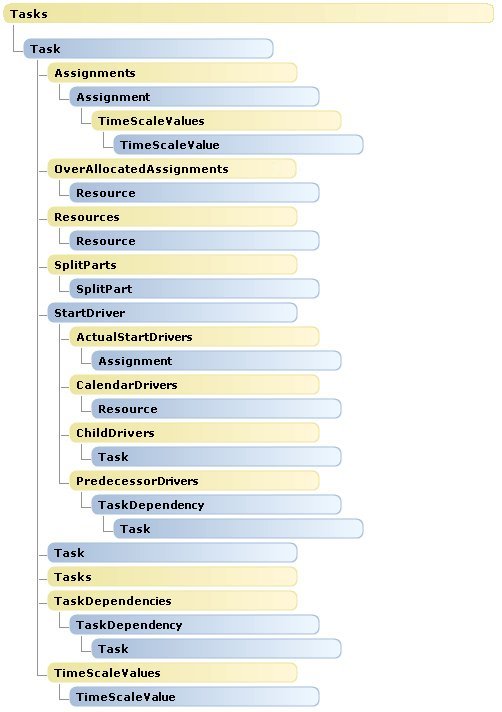 Tasks
Task
Assignments
Assignment
TimeScaleValues
TimeScaleValue
OverAllocatedAssignments
Resource
Resources
Resource
SplitParts
SplitPart
StartDriver
ActualStartDrivers
Assignment
CalendarDrivers
Resource
ChildDrivers
Task
PredecessorDrivers
TaskDependency
Task
Task
Tasks
TaskDependencies
TaskDependency
Task
TimeScaleValues
TimeScaleValue